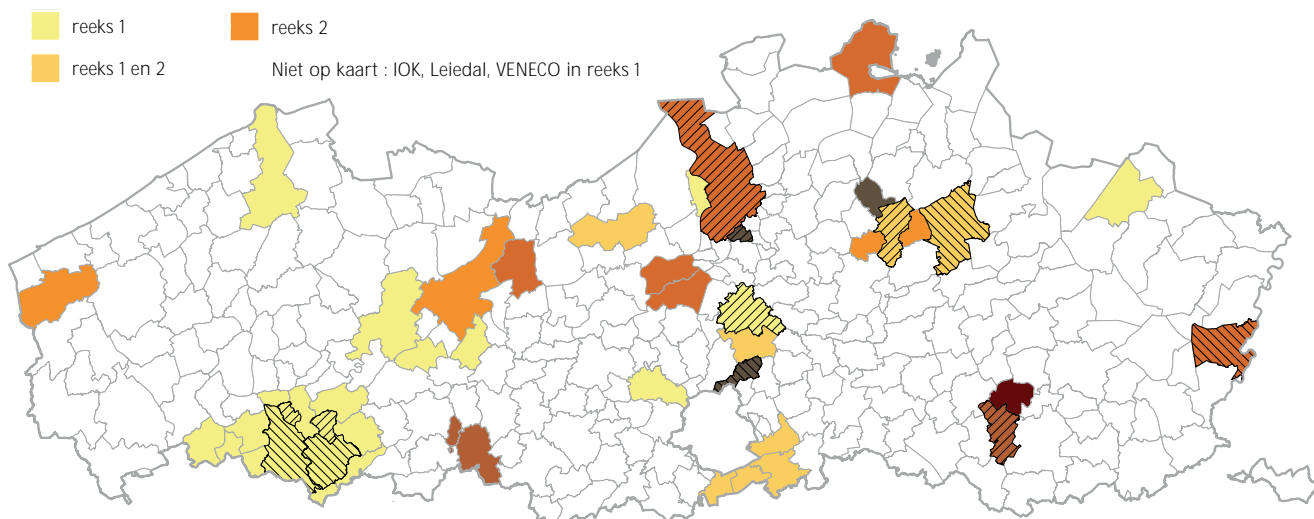 reeks 1
reeks 2
reeks 1 en 2
Niet op kaart : IOK, Leiedal, VENECO in reeks 1